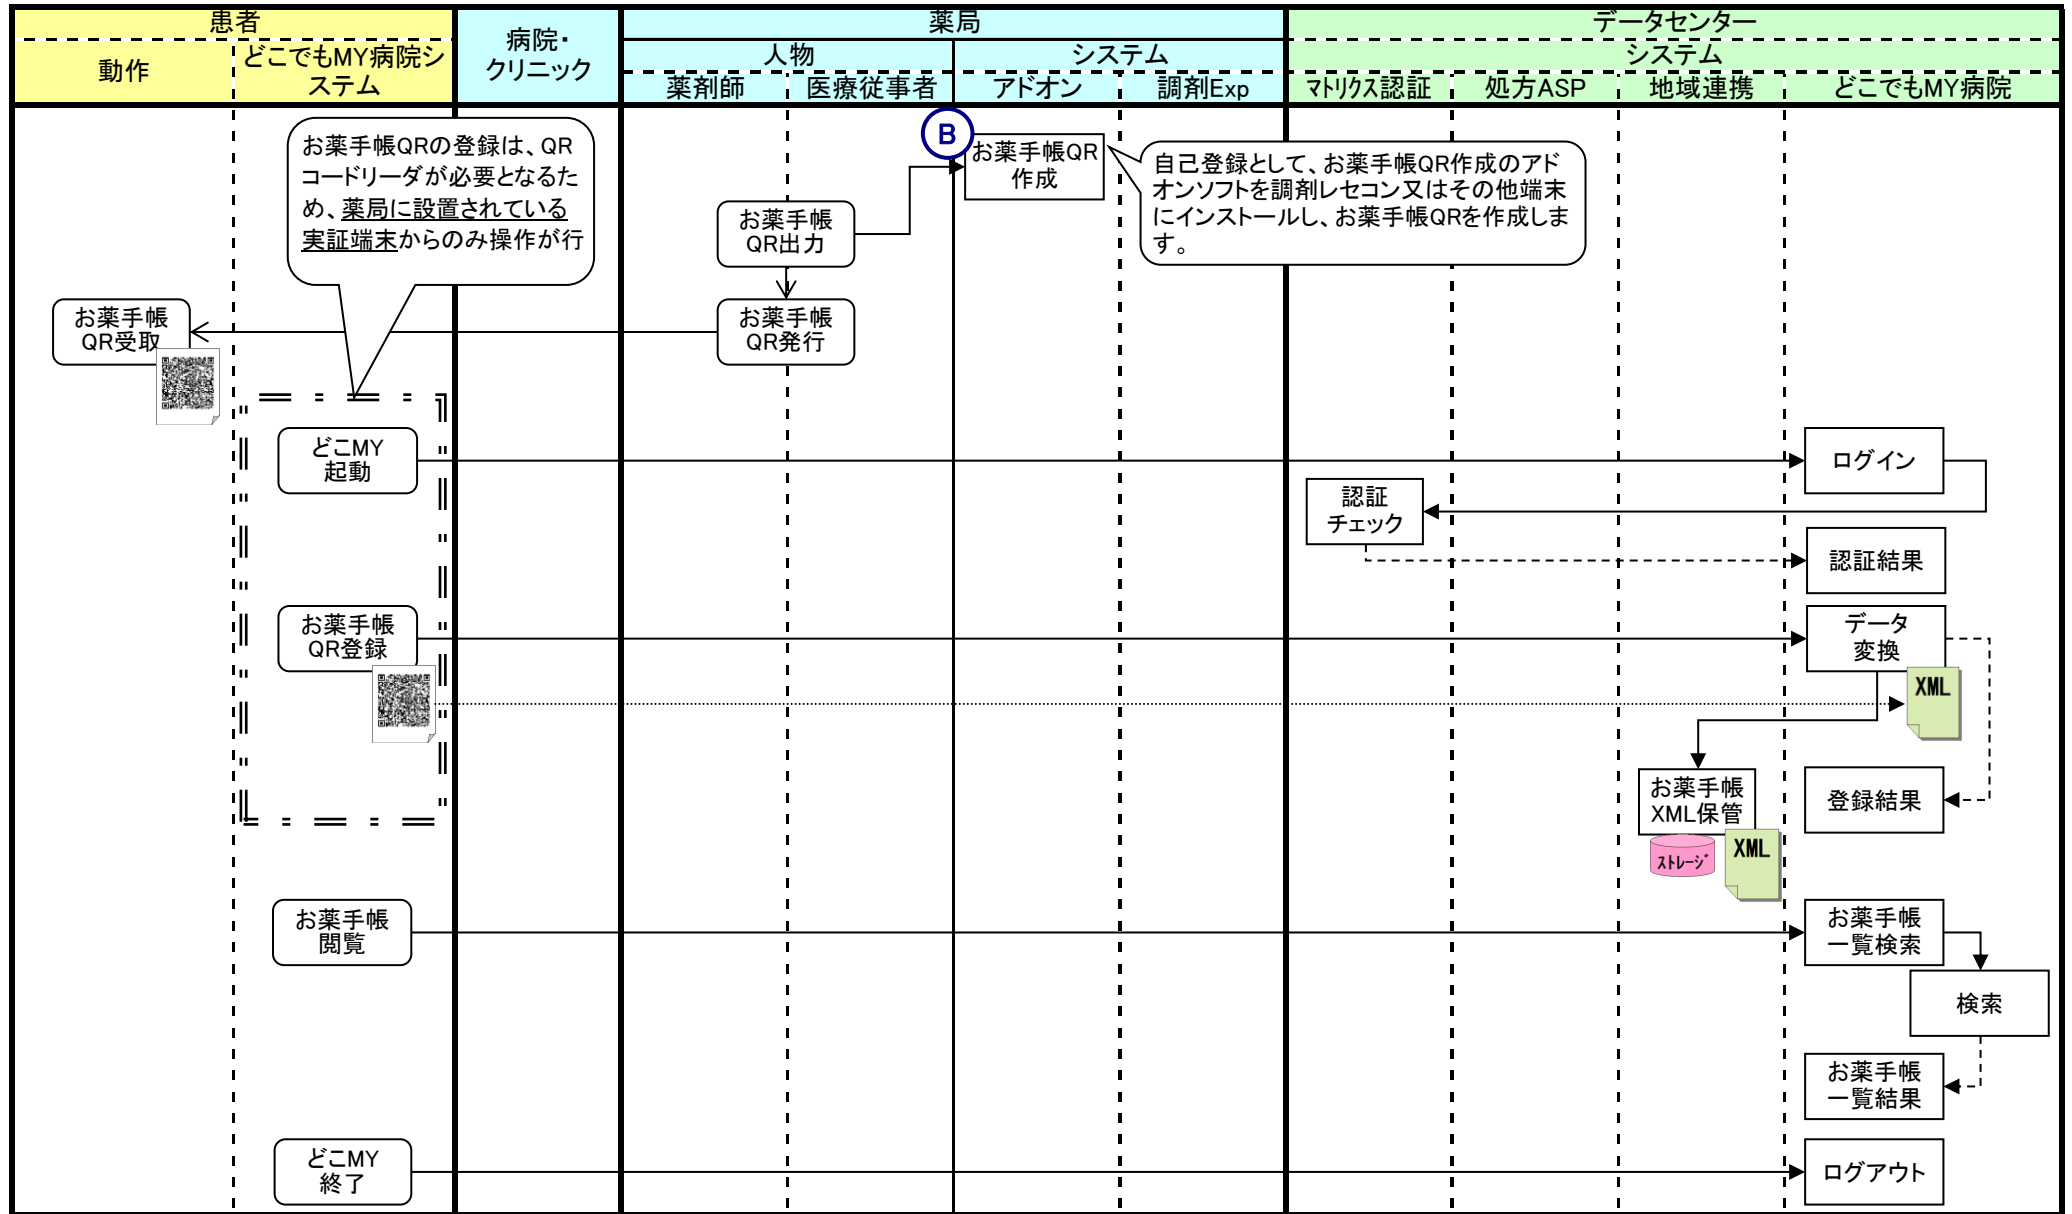 患者
動作
どこでもMY病院シ
ステム
病院・
クリニック
薬局
人物
システム
薬剤師
医療従事者
アドオン
調剤Exp
データセンター
システム
ﾏﾄﾘｸｽ認証
処方ASP
地域連携
どこでもMY病院
お薬手帳QRの登録は、QR
コードリーダが必要となるた
め、薬局に設置されている
実証端末からのみ操作が行
B
お薬手帳QR
作成
自己登録として、お薬手帳QR作成のアド
オンソフトを調剤レセコン又はその他端末
にインストールし、お薬手帳QRを作成しま
す。
お薬手帳
QR出力
お薬手帳
QR発行
お薬手帳
QR受取
どこMY
起動
ログイン
認証
チェック
認証結果
お薬手帳
QR登録
データ
変換
XML
お薬手帳
XML保管
ｽﾄﾚｰｼﾞ
XML
登録結果
お薬手帳
閲覧
お薬手帳
一覧検索
検索
お薬手帳
一覧結果
どこMY
終了
ログアウト